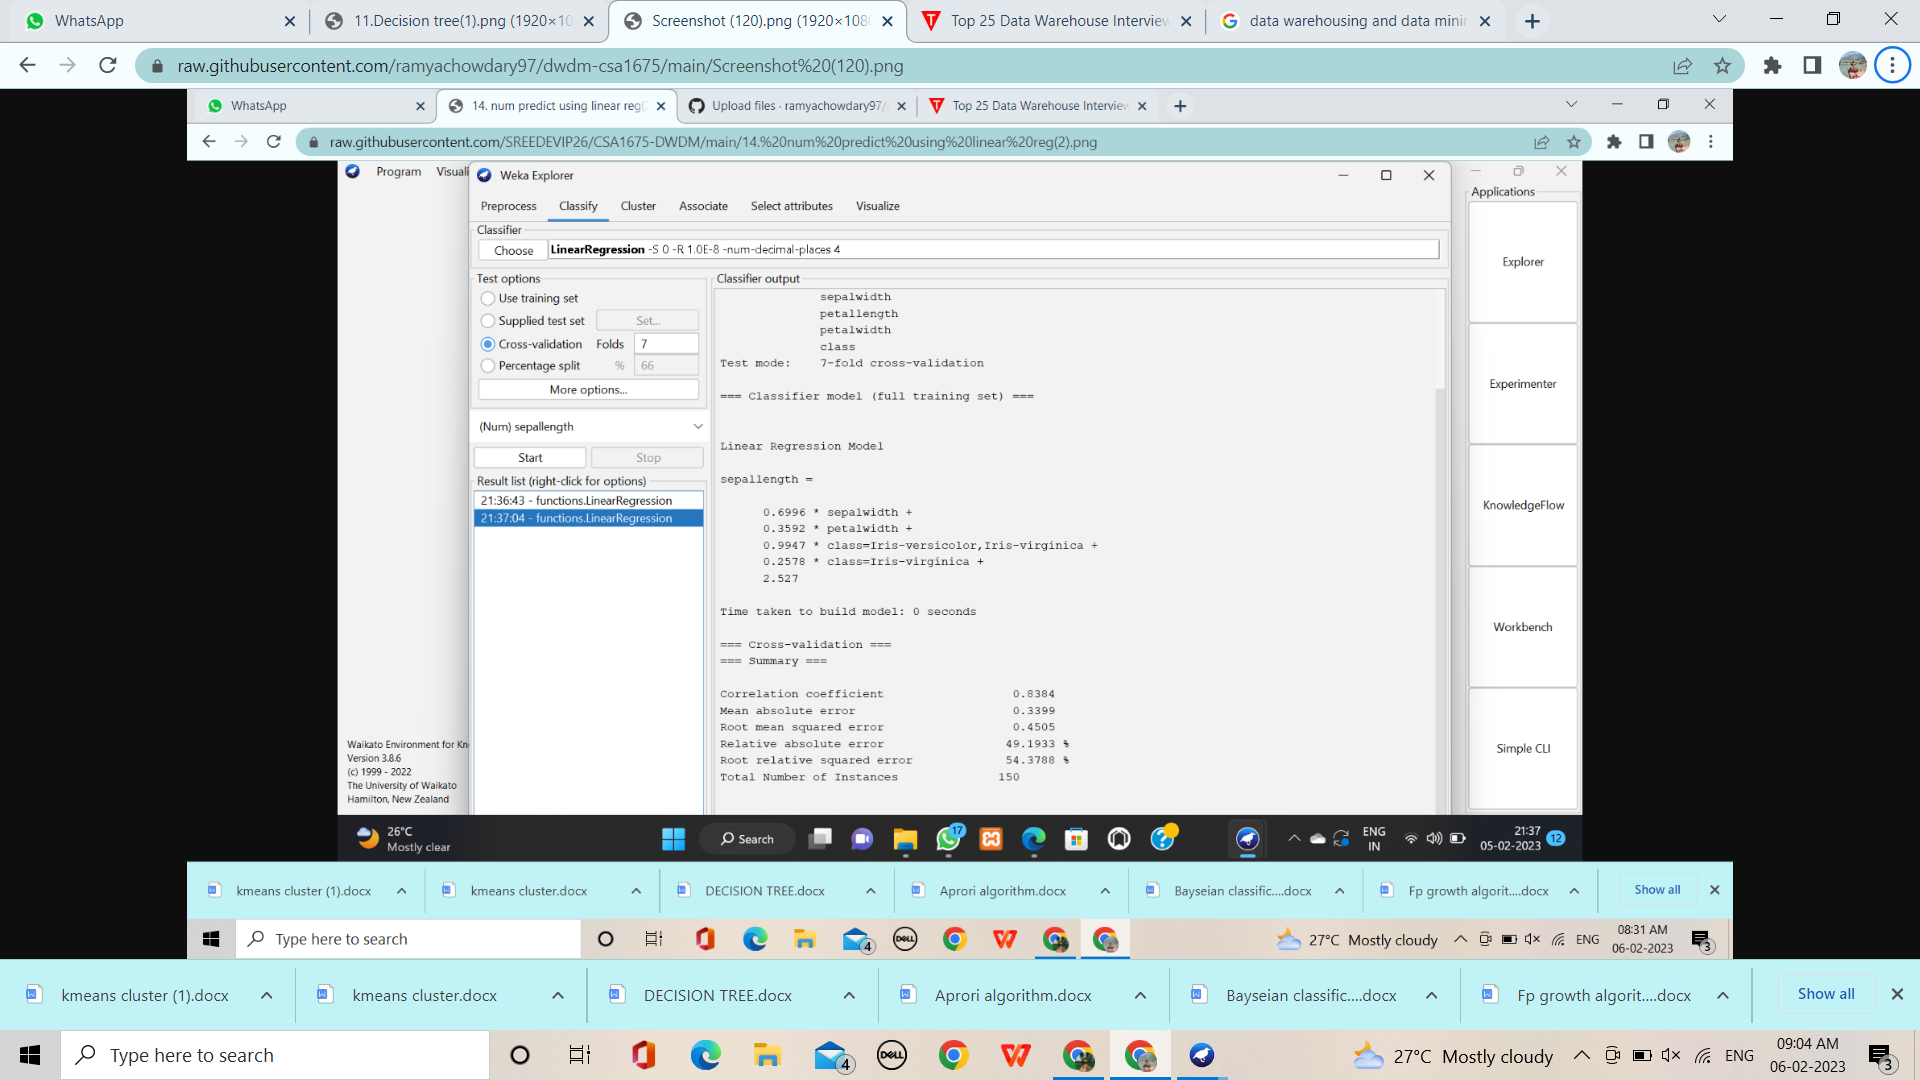 WhatsApp
11.Decision tree(1).png (1920×10
Screenshot (120).png (1920×108
Top 25 Data Warehouse Interview
data warehousing and data minin
raw.githubusercontent.com/ramyachowdary97/dwdm-csa1675/main/Screenshot%20(120).png
WhatsApp
14. num predict using linear reg(2
Upload files · ramyachowdary97/
Top 25 Data Warehouse Interview
raw.githubusercontent.com/SREEDEVIP26/CSA1675-DWDM/main/14.%20num%20predict%20using%20linear%20reg(2).png
Program Visuali
Weka Explorer
Applications
Preprocess Classify Cluster Associate Select attributes Visualize
Classifier
Choose LinearRegression -S 0 -R 1.0E-8 -num-decimal-places 4
Test options
Use training set
Supplied test set Set...
Cross-validation Folds 7
Percentage split % 66
More options...
(Num) sepallength
Start Stop
Result list (right-click for options)
21:36:43 - functions.LinearRegression
21:37:04 - functions.LinearRegression
Classifier output
sepalwidth
petallength
petalwidth
class
Test mode: 7-fold cross-validation
=== Classifier model (full training set) ===
Linear Regression Model
sepallength =
0.6996 * sepalwidth +
0.3592 * petalwidth +
0.9947 * class=Iris-versicolor,Iris-virginica +
0.2578 * class=Iris-virginica +
2.527
Time taken to build model: 0 seconds
=== Cross-validation ===
=== Summary ===
Correlation coefficient 0.8384
Mean absolute error 0.3399
Root mean squared error 0.4505
Relative absolute error 49.1933 %
Root relative squared error 54.3788 %
Total Number of Instances 150
Explorer
Experimenter
KnowledgeFlow
Workbench
Simple CLI
Waikato Environment for Kn
Version 3.8.6
(c) 1999 - 2022
The University of Waikato
Hamilton, New Zealand
26°C
Mostly clear
Search
17
ENG
IN
21:37
05-02-2023
12
kmeans cluster (1).docx
kmeans cluster.docx
DECISION TREE.docx
Aprori algorithm.docx
Bayseian classific....docx
Fp growth algorit....docx
Show all
Type here to search
4
DELL
27°C Mostly cloudy
ENG
08:31 AM
06-02-2023
3
kmeans cluster (1).docx
kmeans cluster.docx
DECISION TREE.docx
Aprori algorithm.docx
Bayseian classific....docx
Fp growth algorit....docx
Show all
Type here to search
4
DELL
27°C Mostly cloudy
ENG
09:04 AM
06-02-2023
3